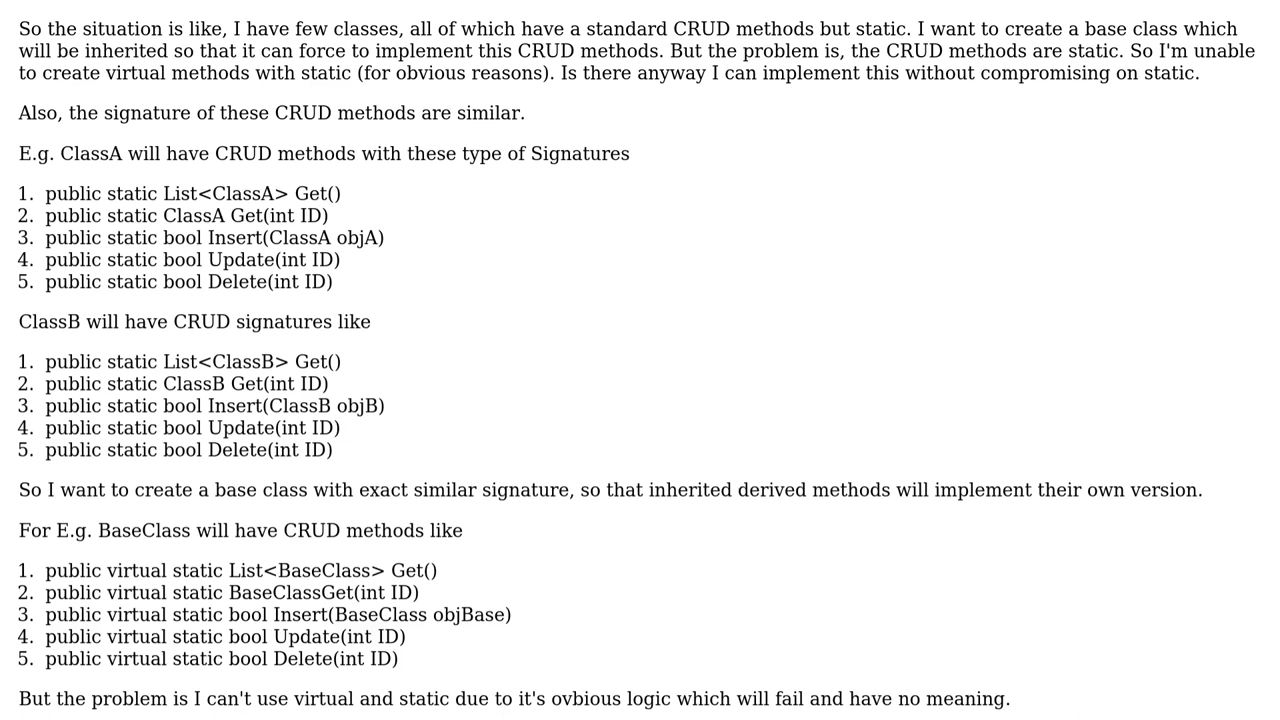 So the situation is like, I have few classes, all of which have a standard CRUD methods but static. I want to create a base class which
will be inherited so that it can force to implement this CRUD methods. But the problem is, the CRUD methods are static. So I'm unable
to create virtual methods with static (for obvious reasons). Is there anyway I can implement this without compromising on static.
Also, the signature of these CRUD methods are similar.
E.g. ClassA will have CRUD methods with these type of Signatures
1. public static List<ClassA> Get()
2. public static ClassA Get(int ID)
3. public static bool Insert(ClassA objA)
4. public static bool Update(int ID)
5. public static bool Delete(int ID)
ClassB will have CRUD signatures like
1. public static List<ClassB> Get()
2. public static ClassB Get(int ID)
3. public static bool Insert(ClassB objB)
4. public static bool Update(int ID)
5. public static bool Delete(int ID)
So I want to create a base class with exact similar signature, so that inherited derived methods will implement their own version.
For E.g. BaseClass will have CRUD methods like
1. public virtual static List<BaseClass> Get()
2. public virtual static BaseClassGet(int ID)
3. public virtual static bool Insert(BaseClass objBase)
4. public virtual static bool Update(int ID)
5. public virtual static bool Delete(int ID)
But the problem is I can't use virtual and static due to it's ovbious logic which will fail and have no meaning.